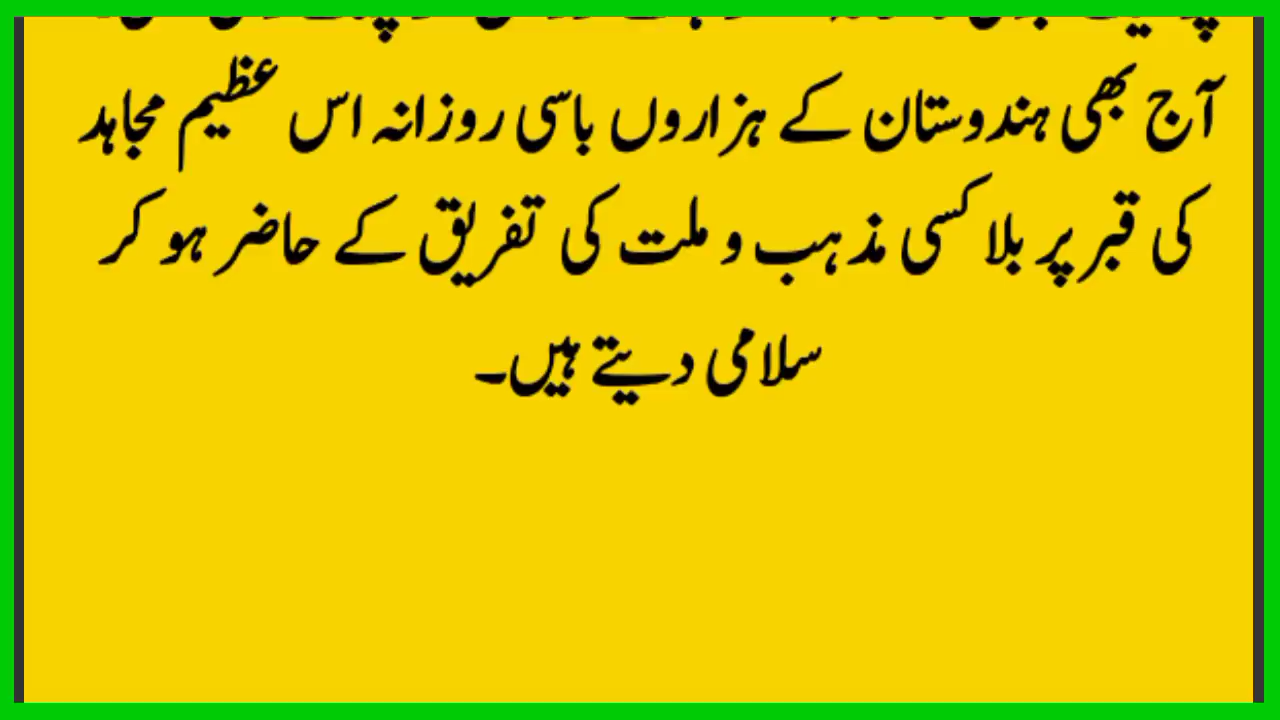 آج بھی ہندوستان کے ہزاروں باسی روزانہ اس عظیم مجاہد
کی قبر پر بلا کسی مذہب و ملت کی تفریق کے حاضر ہو کر
سلامی دیتے ہیں۔